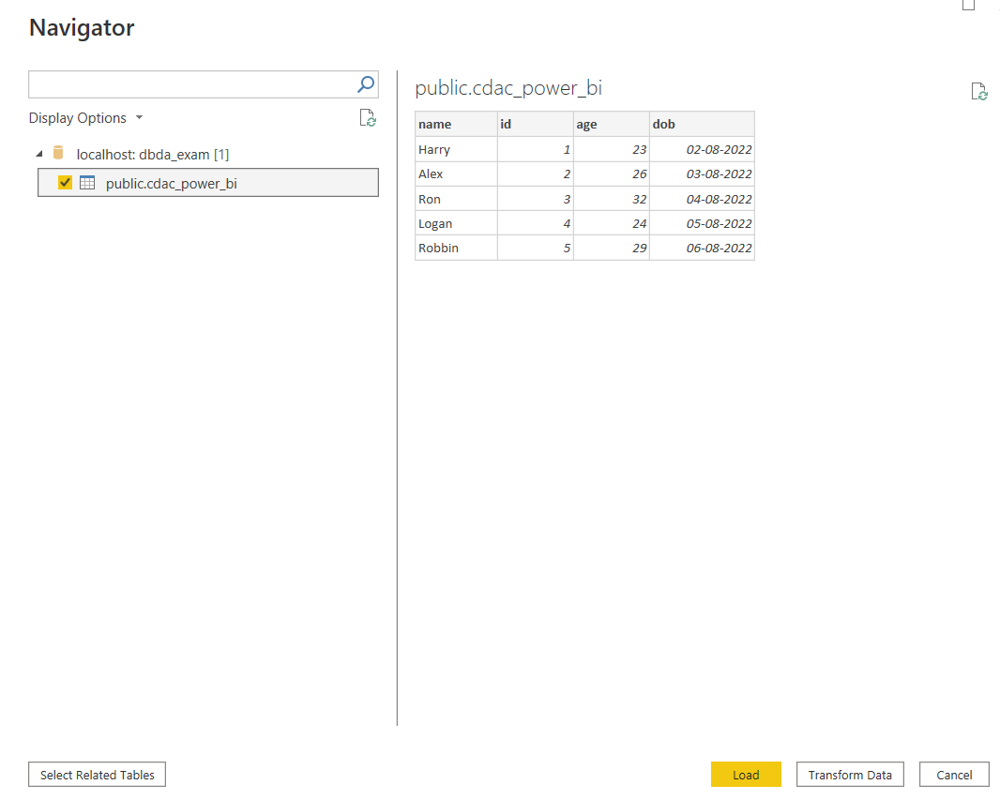 Navigator
Display Options
localhost: dbda_exam [1]
public.cdac_power_bi
public.cdac_power_bi
name id age dob
Harry 1 23 02-08-2022
Alex 2 26 03-08-2022
Ron 3 32 04-08-2022
Logan 4 24 05-08-2022
Robbin 5 29 06-08-2022
Select Related Tables Load Transform Data Cancel